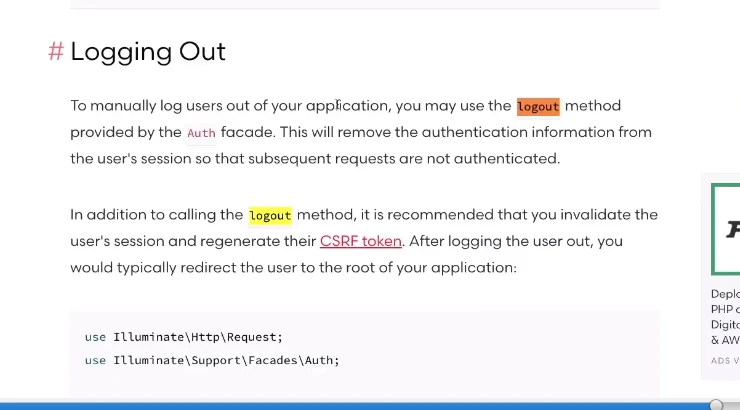 # Logging Out
To manually log users out of your application, you may use the logout method
provided by the Auth facade. This will remove the authentication information from
the user's session so that subsequent requests are not authenticated.
In addition to calling the logout method, it is recommended that you invalidate the
user's session and regenerate their CSRF token. After logging the user out, you
would typically redirect the user to the root of your application:
use Illuminate\Http\Request;
use Illuminate\Support\Facades\Auth;
Deplo
PHP
Digita
& AW
ADS V